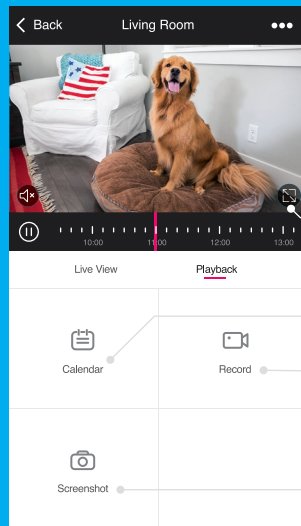 Back Living Room
10:00 11:00 12:00 13:00
Live View Playback
Calendar Record
Screenshot